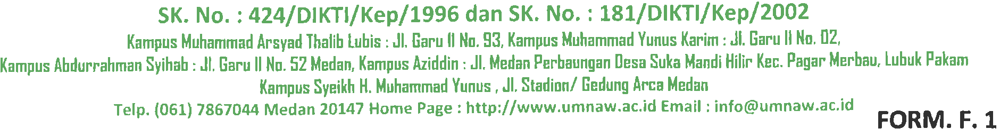 SK. No. : 424/DIKTI/Kep/1996 dan SK. No. : 181/DIKTI/Kep/2002
Kampus Muhammad Arsyad Thalib Lubis : Jl. Garu II No. 93, Kampus Muhammad Yunus Karim : Jl. Garu II No. 02,
Kampus Abdurrahman Syihab : Jl. Garu II No. 52 Medan, Kampus Aziddin : Jl. Medan Perbaungan Desa Suka Mandi Hilir Kec. Pagar Merbau, Lubuk Pakam
Kampus Syeikh H. Muhammad Yunus , Jl. Stadion/ Gedung Arca Medan
Telp. (061) 7867044 Medan 20147 Home Page : http://www.umnaw.ac.id Email : info@umnaw.ac.id
FORM. F. 1